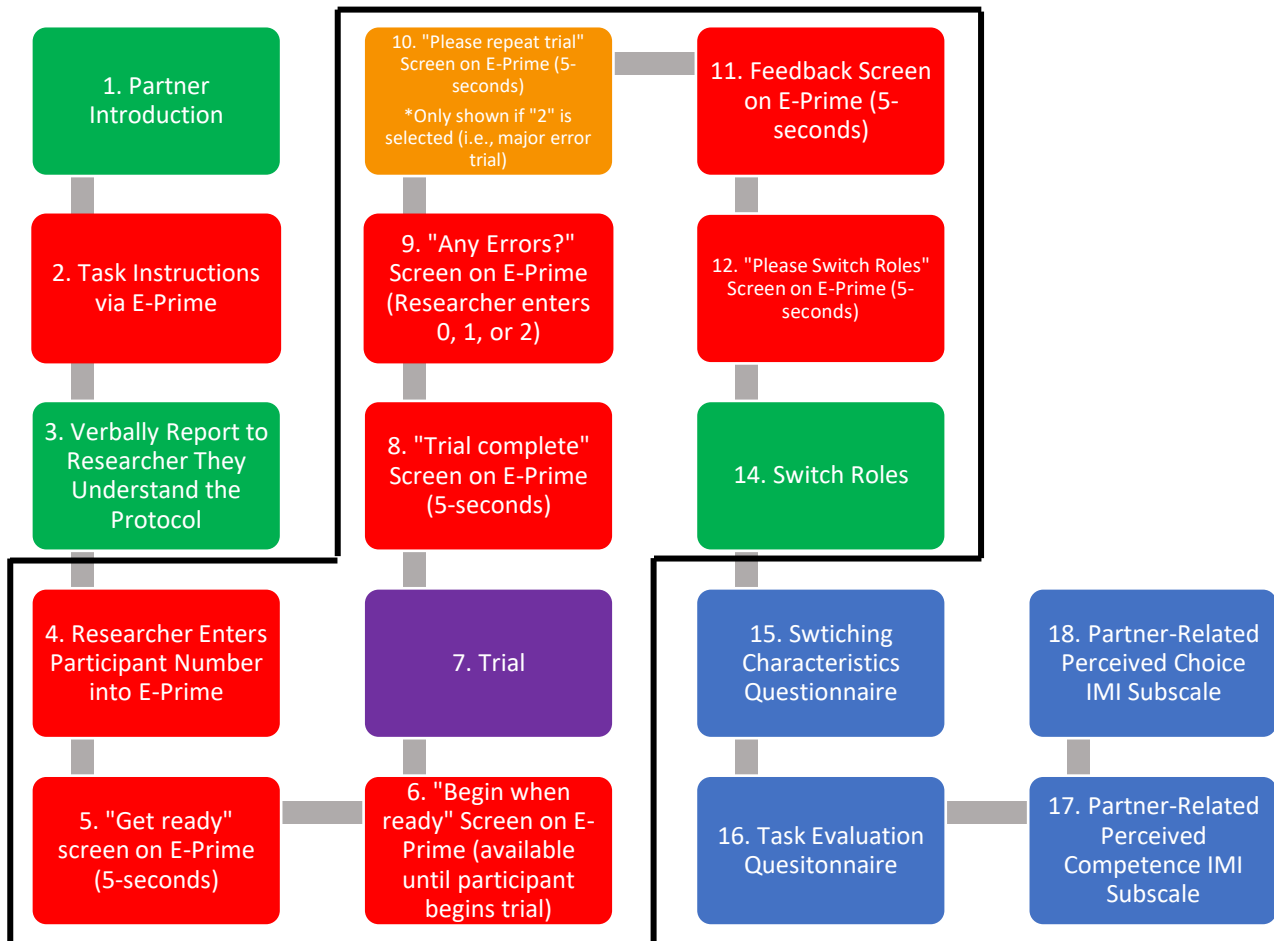 1. Partner
Introduction
2. Task Instructions
via E-Prime
3. Verbally Report to
Researcher They
Understand the
Protocol
4. Researcher Enters
Participant Number
into E-Prime
5. "Get ready"
screen on E-Prime
(5-seconds)
6. "Begin when
ready" Screen on E-
Prime (available
until participant
begins trial)
7. Trial
8. "Trial complete"
Screen on E-Prime
(5-seconds)
9. "Any Errors?"
Screen on E-Prime
(Researcher enters
0, 1, or 2)
10. "Please repeat trial"
Screen on E-Prime (5-
seconds)
*Only shown if "2" is
selected (i.e., major error
trial)
11. Feedback Screen
on E-Prime (5-
seconds)
12. "Please Switch Roles"
Screen on E-Prime (5-
seconds)
14. Switch Roles
15. Swtiching
Characteristics
Questionnaire
16. Task Evaluation
Quesitonnaire
17. Partner-Related
Perceived
Competence IMI
Subscale
18. Partner-Related
Perceived Choice
IMI Subscale